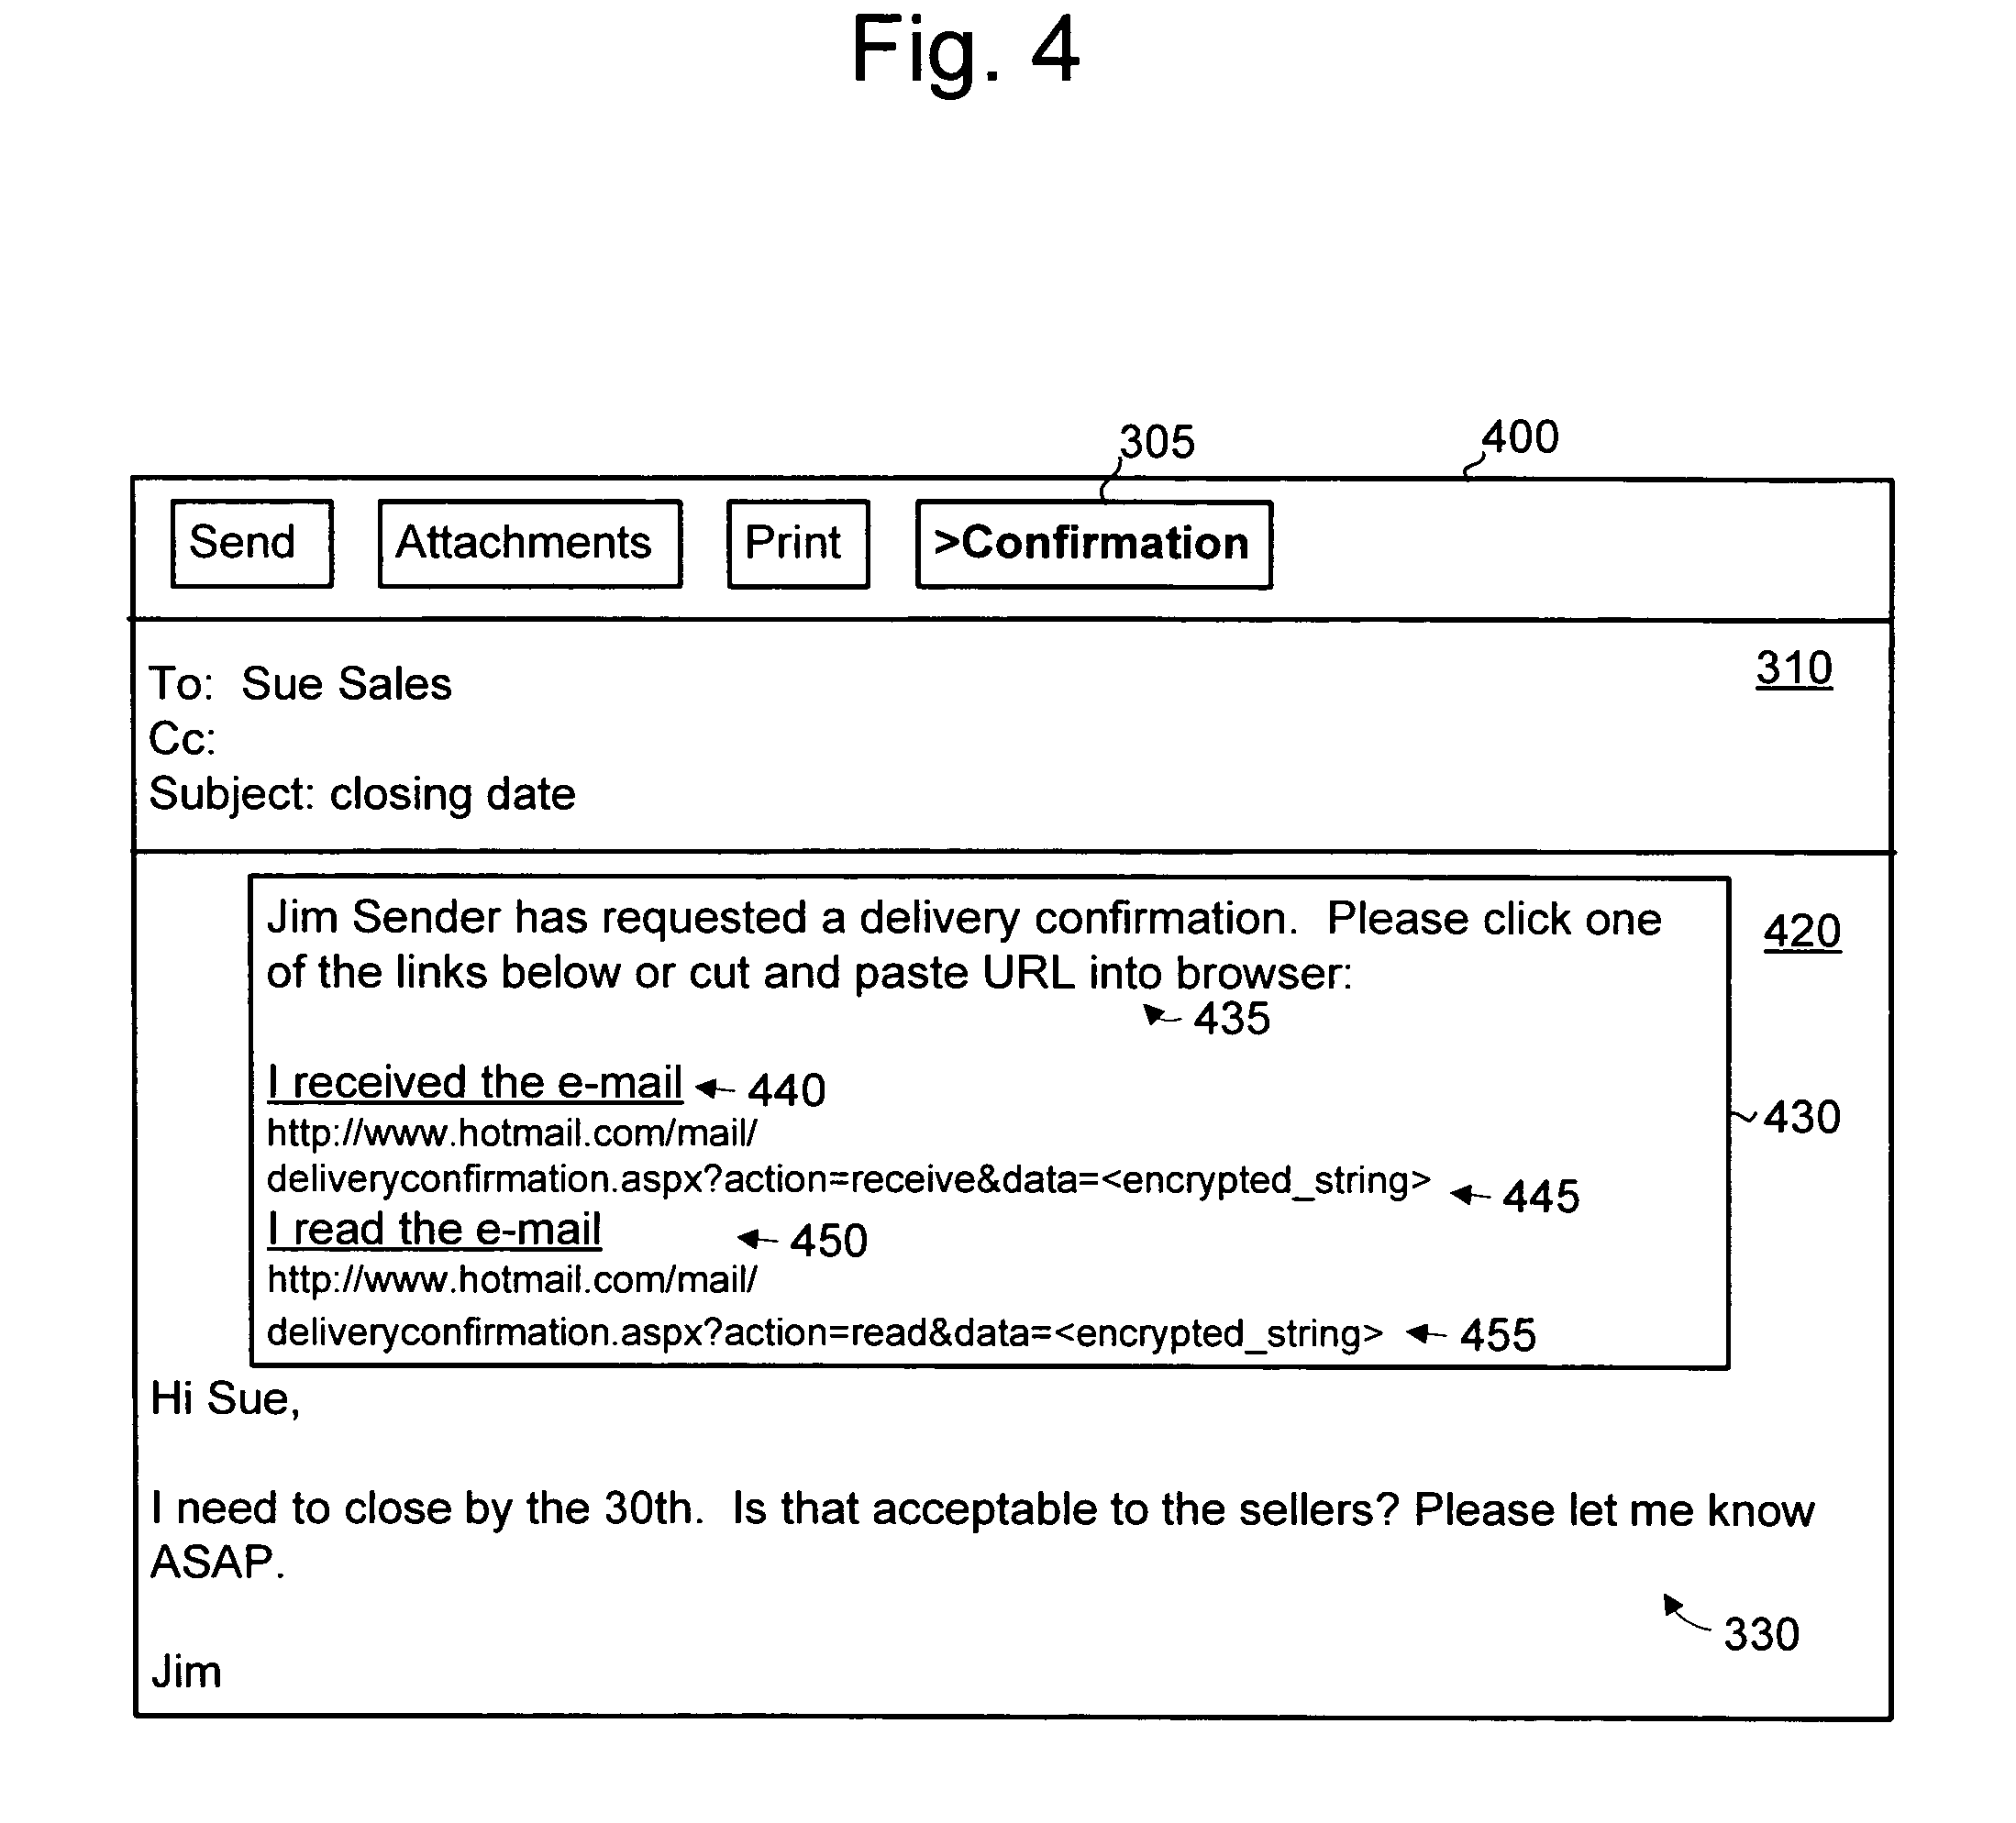 Fig. 4
305 400
Send Attachments Print >Confirmation
310
To: Sue Sales
Cc:
Subject: closing date
Jim Sender has requested a delivery confirmation. Please click one
420
of the links below or cut and paste URL into browser:
435
I received the e-mail 440
http://www.hotmail.com/mail/
430
deliveryconfirmation.aspx?action=receive&data=<encrypted_string> 445
I read the e-mail 450
http://www.hotmail.com/mail/
deliveryconfirmation.aspx?action=read&data=<encrypted_string> 455
Hi Sue,
I need to close by the 30th. Is that acceptable to the sellers? Please let me know
ASAP.
330
Jim